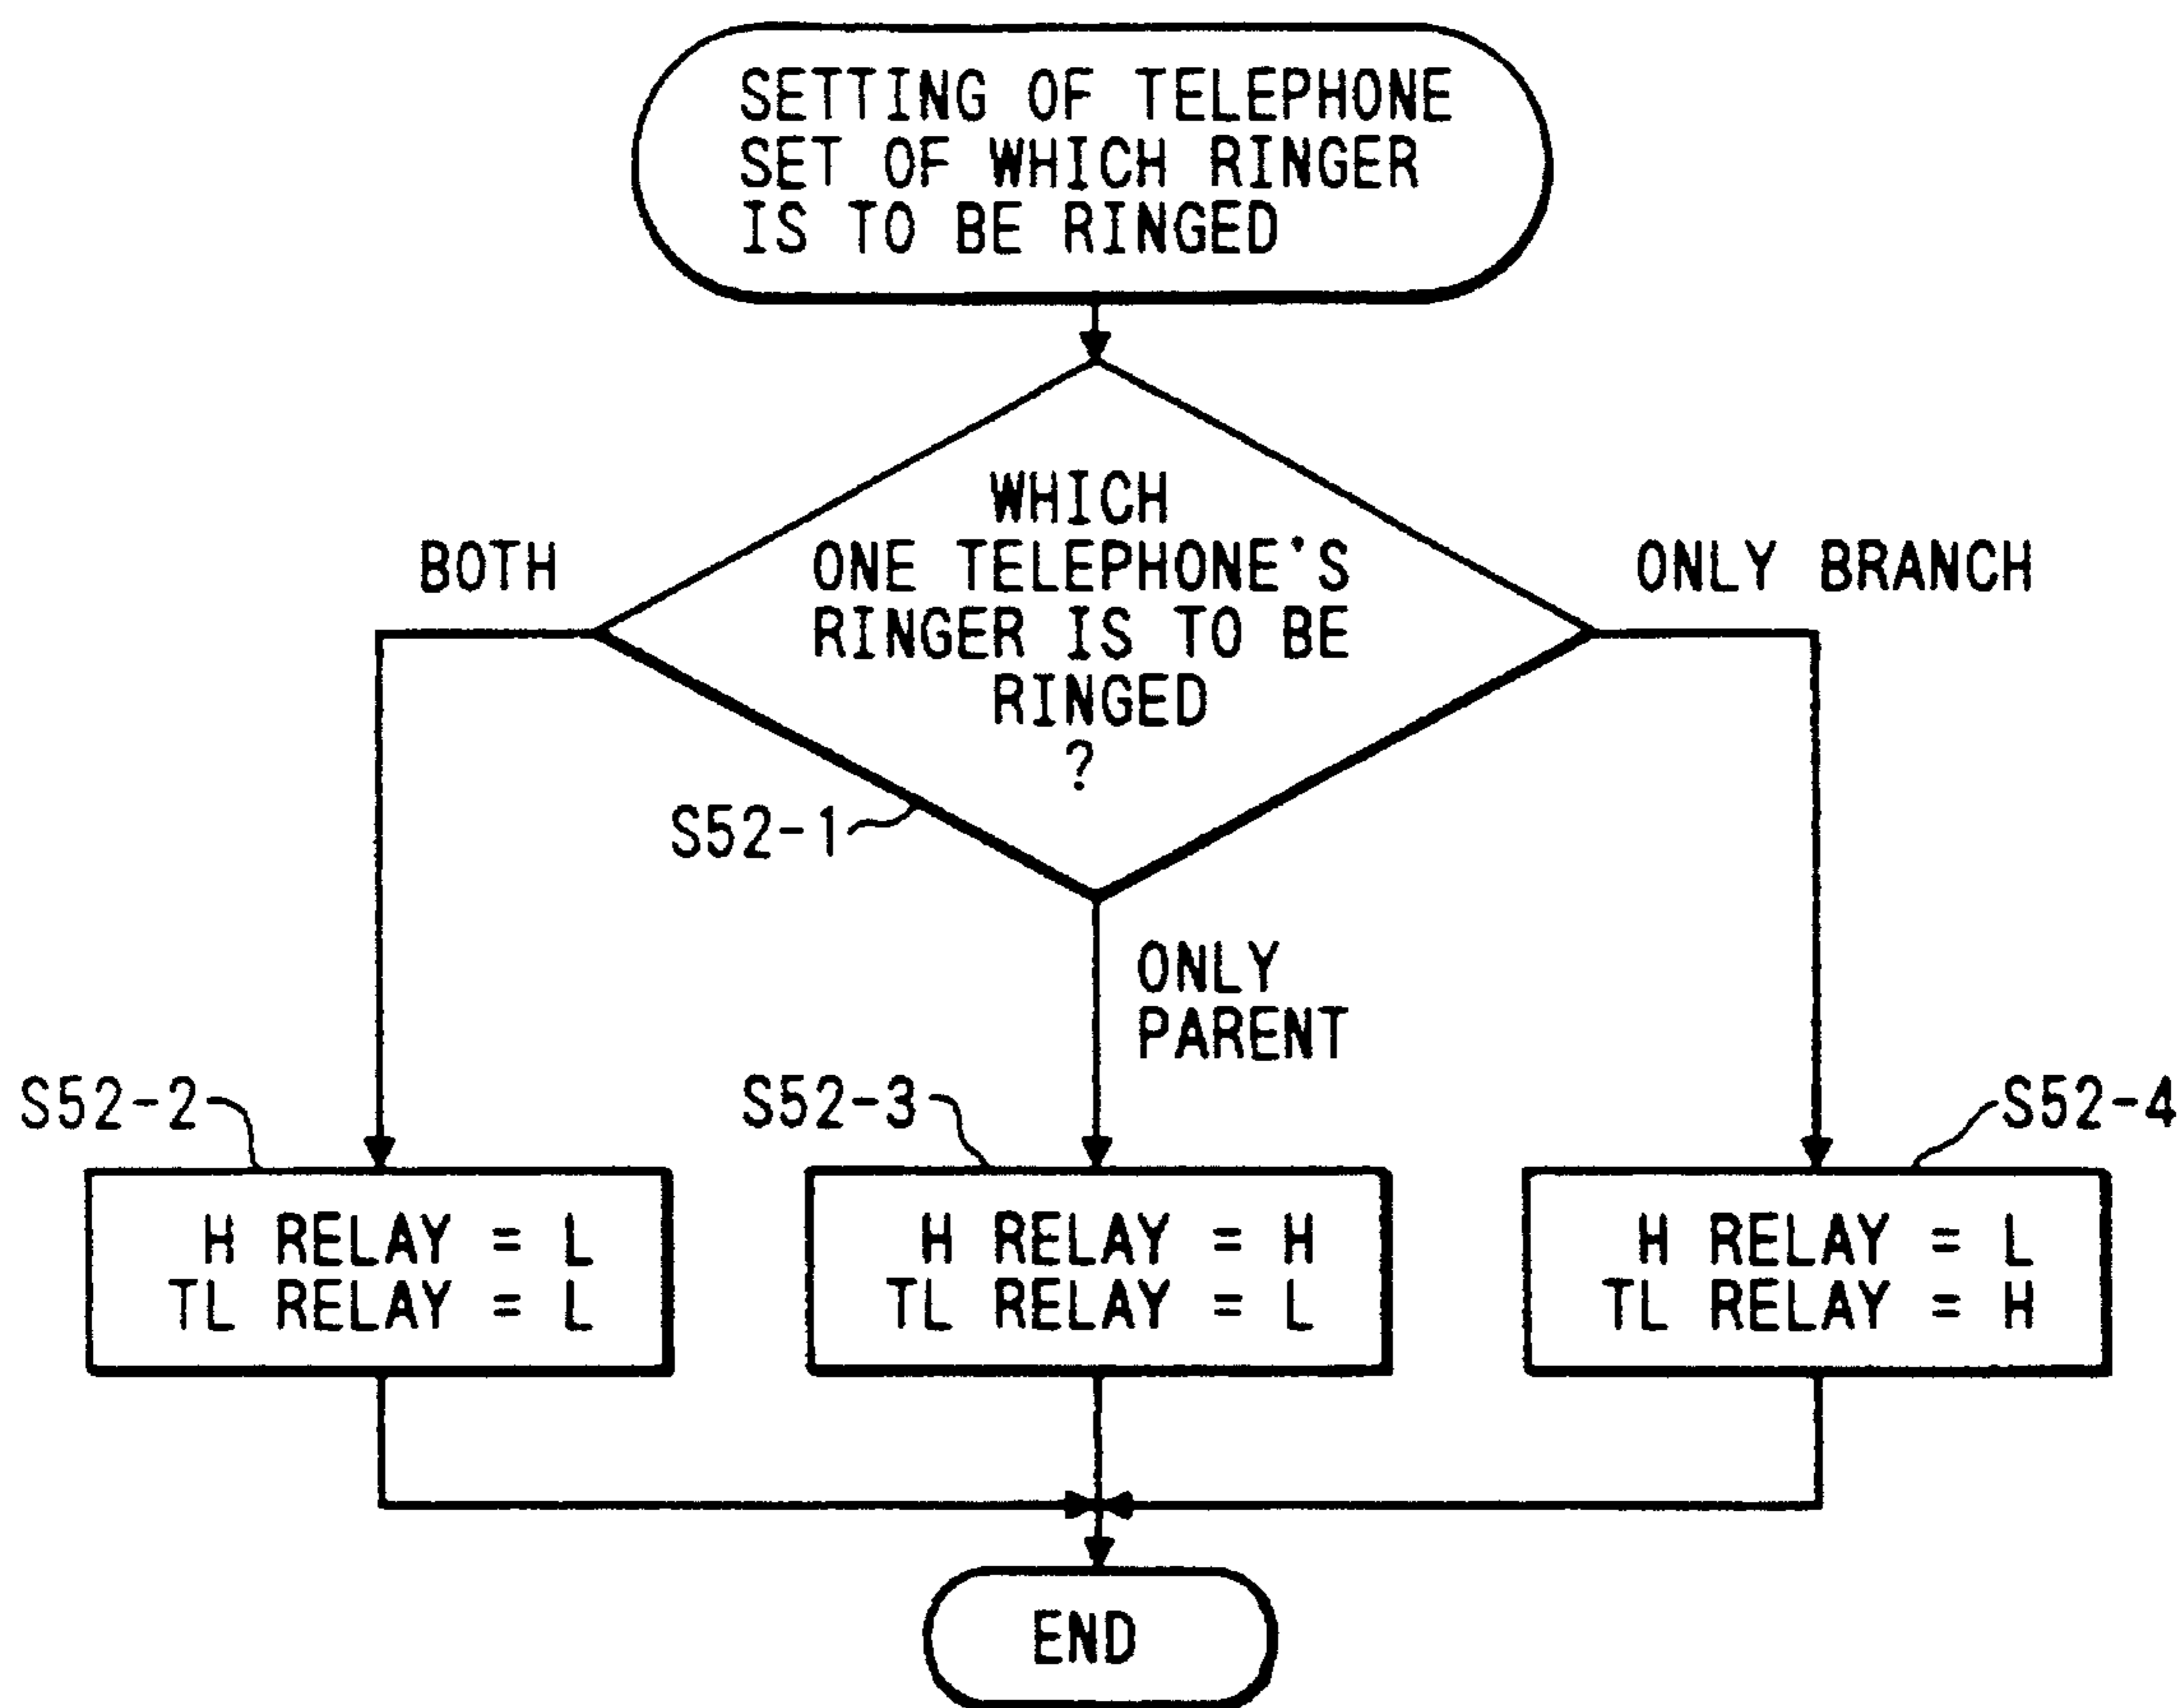 SETTING OF TELEPHONE
SET OF WHICH RINGER
IS TO BE RINGED
WHICH
ONE TELEPHONE'S
RINGER IS TO BE
RINGED
?
BOTH
ONLY BRANCH
S52-1
ONLY
PARENT
S52-2
S52-3
S52-4
H RELAY = L
TL RELAY = L
H RELAY = H
TL RELAY = L
H RELAY = L
TL RELAY = H
END